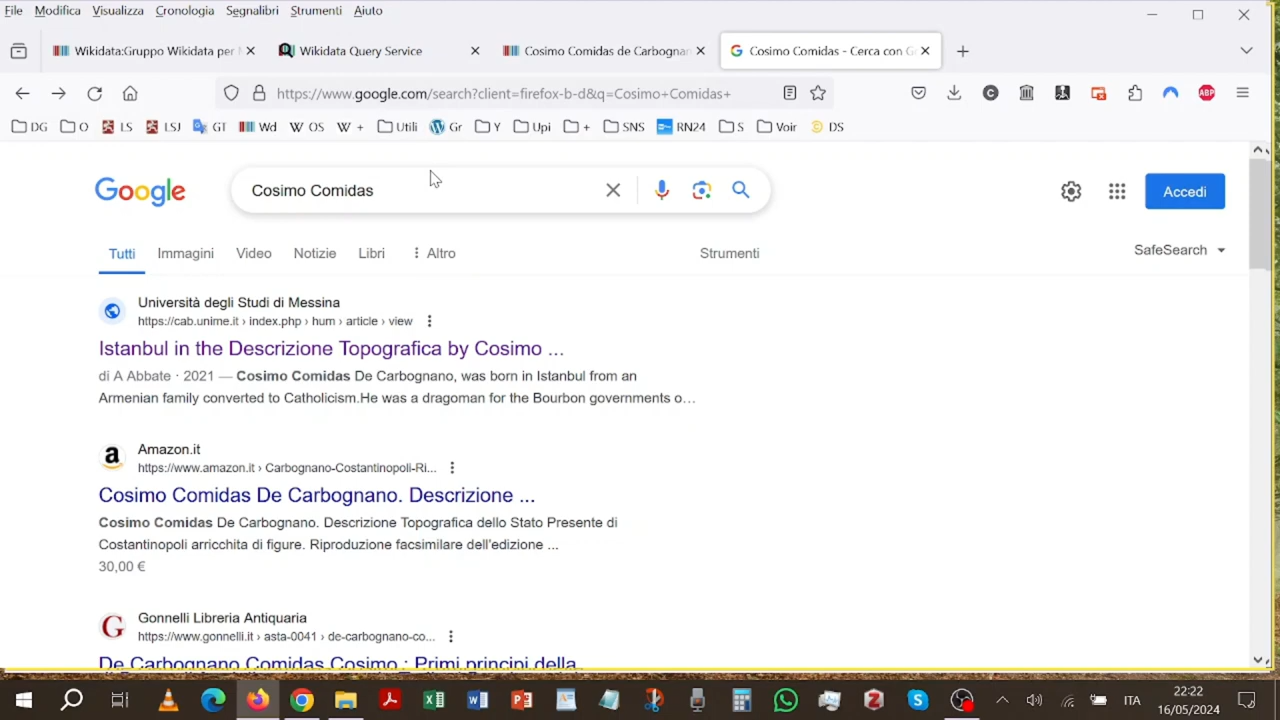 File Modifica Visualizza Cronologia Segnalibri Strumenti Aiuto
Wikidata:Gruppo Wikidata per
Wikidata Query Service
Cosimo Comidas de Carbognan
Cosimo Comidas - Cerca con G
https://www.google.com/search?client=firefox-b-d&q=Cosimo+Comidas+
ABP
DG O LS LSJ GT Wd OS + Utili Gr Y Upi + SNS RN24 S Voir DS
Google
Cosimo Comidas
Accedi
Tutti Immagini Video Notizie Libri Altro Strumenti SafeSearch
Università degli Studi di Messina
https://cab.unime.it › index.php › hum › article › view
Istanbul in the Descrizione Topografica by Cosimo ...
di A Abbate · 2021 — Cosimo Comidas De Carbognano, was born in Istanbul from an
Armenian family converted to Catholicism.He was a dragoman for the Bourbon governments o…
Amazon.it
https://www.amazon.it › Carbognano-Costantinopoli-Ri...
Cosimo Comidas De Carbognano. Descrizione ...
Cosimo Comidas De Carbognano. Descrizione Topografica dello Stato Presente di
Costantinopoli arricchita di figure. Riproduzione facsimilare dell'edizione ...
30,00 €
Gonnelli Libreria Antiquaria
https://www.gonnelli.it › asta-0041 › de-carbognano-co...
De Carbognano Comidas Cosimo : Primi principi della
ITA
22:22
16/05/2024